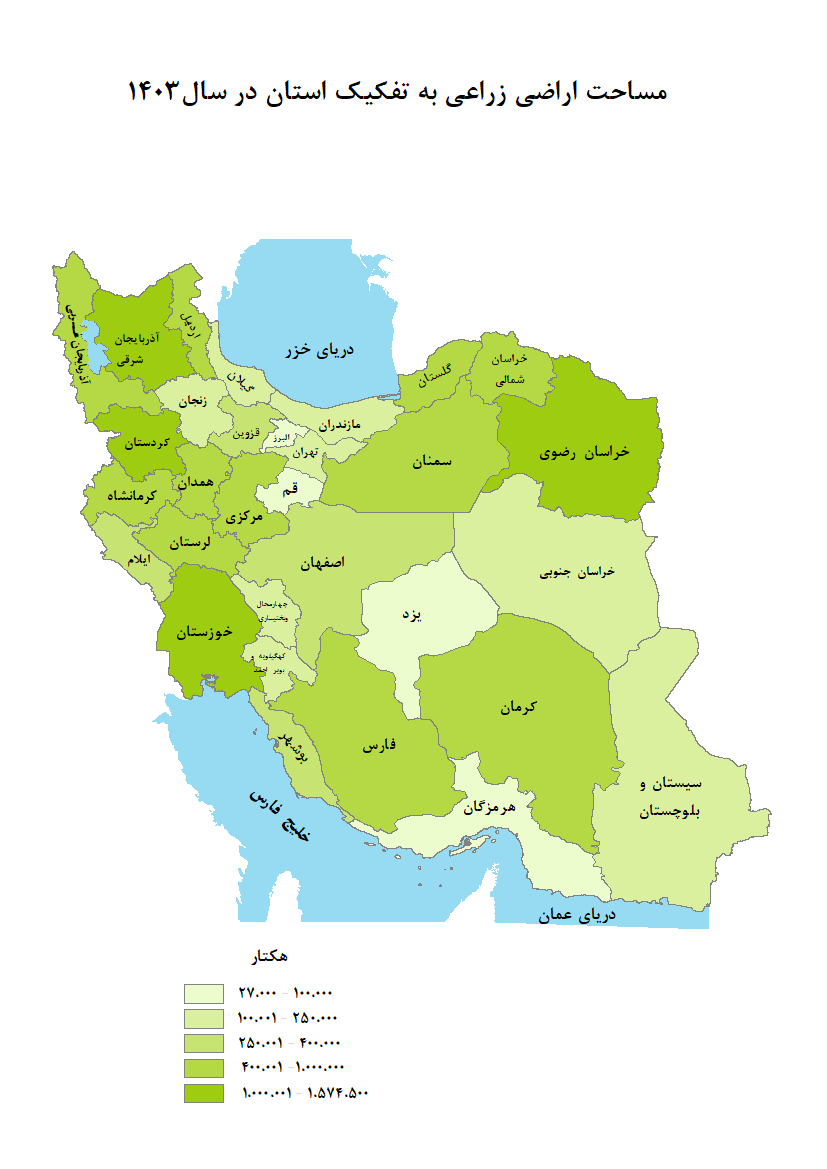 مساحت اراضی زراعی به تفکیک استان در سال۱۴۰۳
دریای خزر
اردبیل
آذربایجان غربی
آذربایجان
شرقی
گیلان
گلستان
خراسان
شمالی
زنجان
مازندران
قزوین
البرز
کردستان
تهران
خراسان رضوی
سمنان
همدان
قم
کرمانشاه
مرکزی
لرستان
ایلام
اصفهان
خراسان جنوبی
چهارمحال
وبختیاری
یزد
خوزستان
کهگیلویه و
بویر احمد
کرمان
بوشهر
فارس
سیستان و
بلوچستان
هرمزگان
خلیج فارس
دریای عمان
هکتار
۲۷.۰۰۰ - ۱۰۰.۰۰۰
۱۰۰.۰۰۱ - ۲۵۰.۰۰۰
۲۵۰.۰۰۱ - ۴۰۰.۰۰۰
۴۰۰.۰۰۱ -۱.۰۰۰.۰۰۰
۱.۰۰۰.۰۰۱ - ۱.۵۷۴.۵۰۰